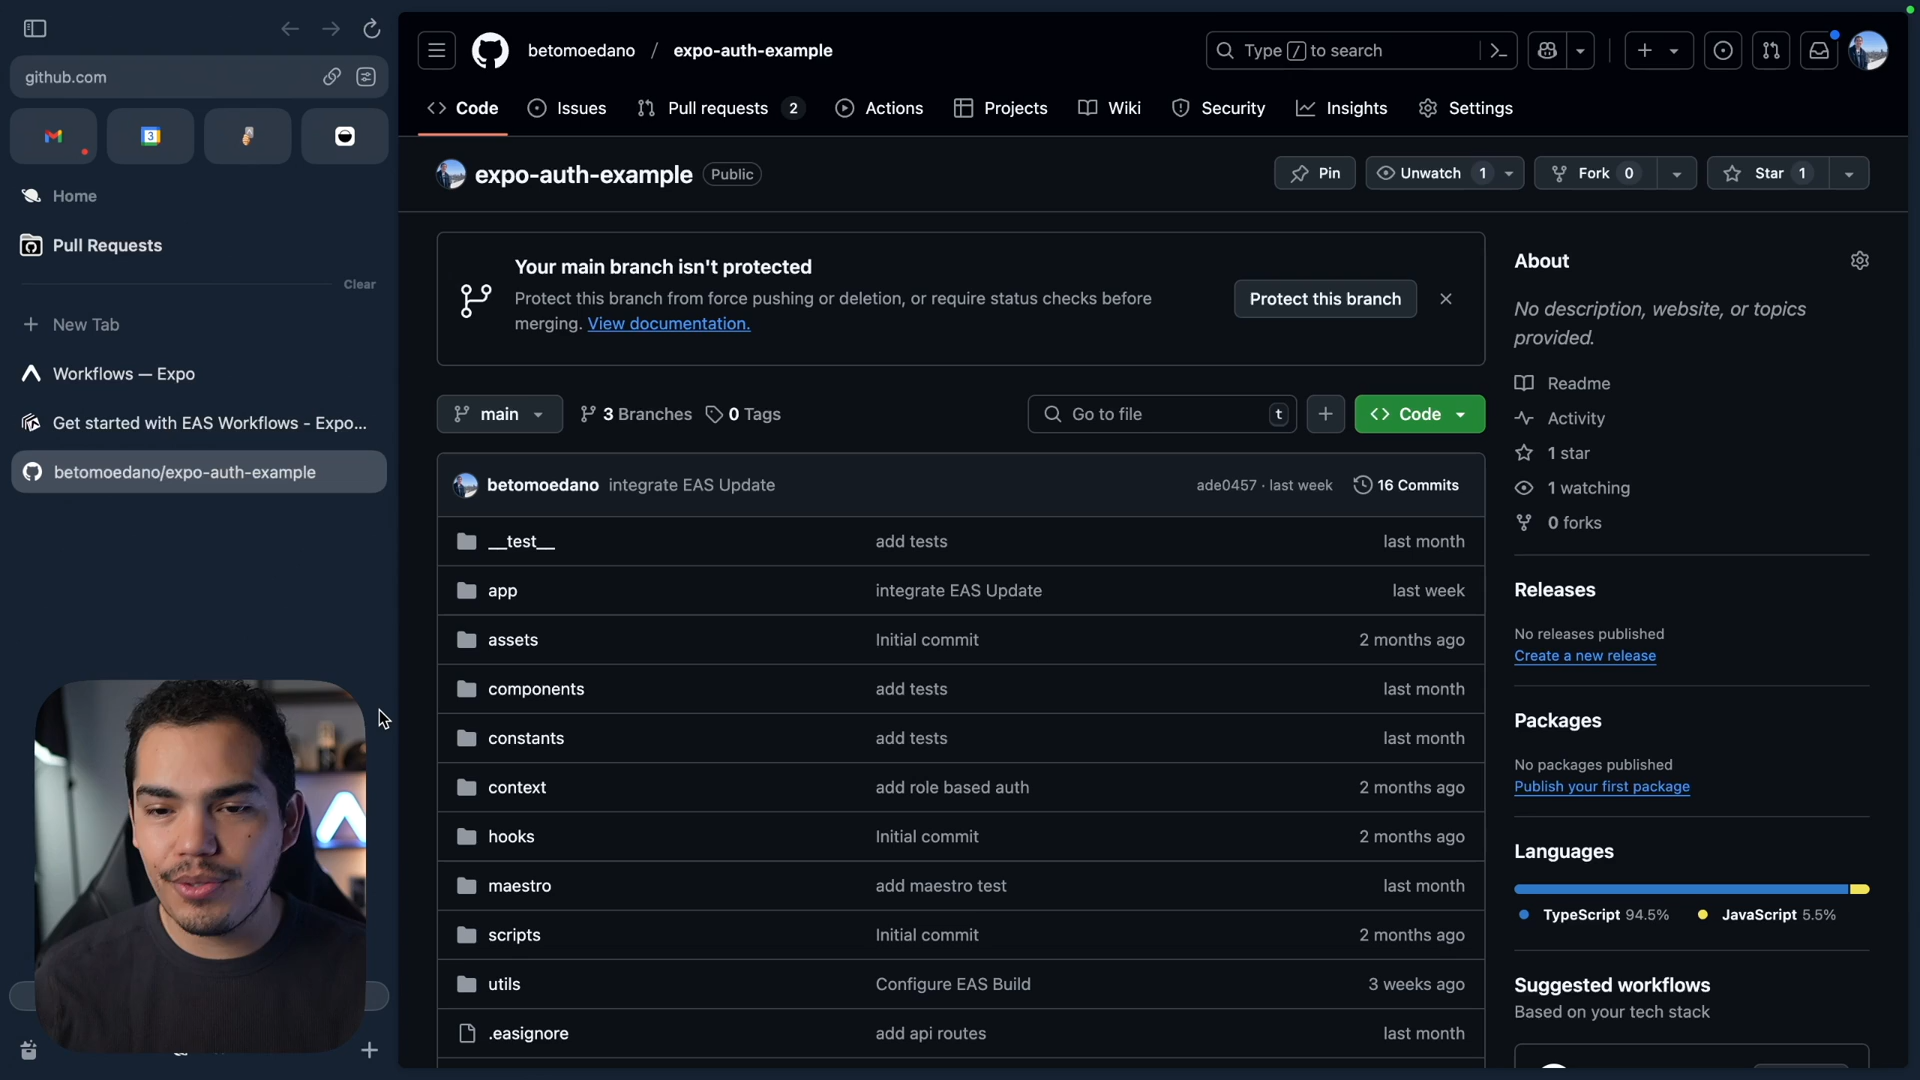 github.com
3
Home
Pull Requests
Clear
New Tab
Workflows — Expo
Get started with EAS Workflows - Expo...
betomoedano/expo-auth-example
betomoedano / expo-auth-example
Type / to search
Code
Issues
Pull requests 2
Actions
Projects
Wiki
Security
Insights
Settings
expo-auth-example Public
Pin
Unwatch 1
Fork 0
Star 1
Your main branch isn't protected
Protect this branch from force pushing or deletion, or require status checks before
merging. View documentation.
Protect this branch
main
3 Branches
0 Tags
Go to file t
Code
betomoedano integrate EAS Update ade0457 · last week 16 Commits
__test__ add tests last month
app integrate EAS Update last week
assets Initial commit 2 months ago
components add tests last month
constants add tests last month
context add role based auth 2 months ago
hooks Initial commit 2 months ago
maestro add maestro test last month
scripts Initial commit 2 months ago
utils Configure EAS Build 3 weeks ago
.easignore add api routes last month
About
No description, website, or topics
provided.
Readme
Activity
1 star
1 watching
0 forks
Releases
No releases published
Create a new release
Packages
No packages published
Publish your first package
Languages
TypeScript 94.5% JavaScript 5.5%
Suggested workflows
Based on your tech stack